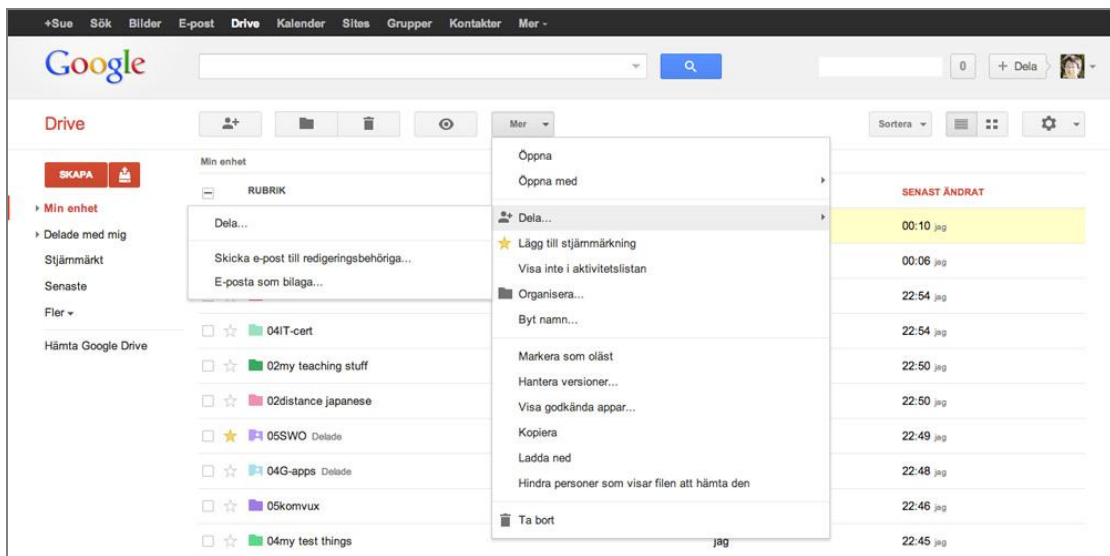 +Sue Sök Bilder E-post Drive Kalender Sites Grupper Kontakter Mer
Google
0 + Dela
Drive
Mer
Sortera
SKAPA
Min enhet
Delade med mig
Stjärnmärkt
Senaste
Fler
Hämta Google Drive
Min enhet
RUBRIK
SENAST ÄNDRAT
Dela...
Skicka e-post till redigeringsbehöriga...
E-posta som bilaga...
Öppna
Öppna med
Dela...
Lägg till stjärnmärkning
Visa inte i aktivitetslistan
Organisera...
Byt namn...
Markera som oläst
Hantera versioner...
Visa godkända appar...
Kopiera
Ladda ned
Hindra personer som visar filen att hämta den
Ta bort
00:10 jag
00:06 jag
22:54 jag
04IT-cert 22:54 jag
02my teaching stuff 22:50 jag
02distance japanese 22:50 jag
05SWO Delade 22:49 jag
04G-apps Delade 22:48 jag
05komvux 22:46 jag
04my test things jag 22:45 jag